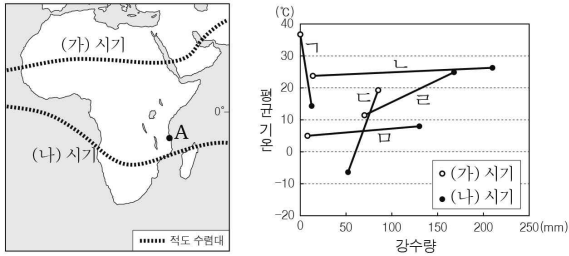 (가) 시기
(나) 시기
0°
A
적도 수렴대
(℃)
40
30
20
10
0
−10
−20
평균 기온
ㄱ
ㄴ
ㄷ
ㄹ
ㅁ
(가) 시기
(나) 시기
0 50 100 150 200 250(mm)
강수량